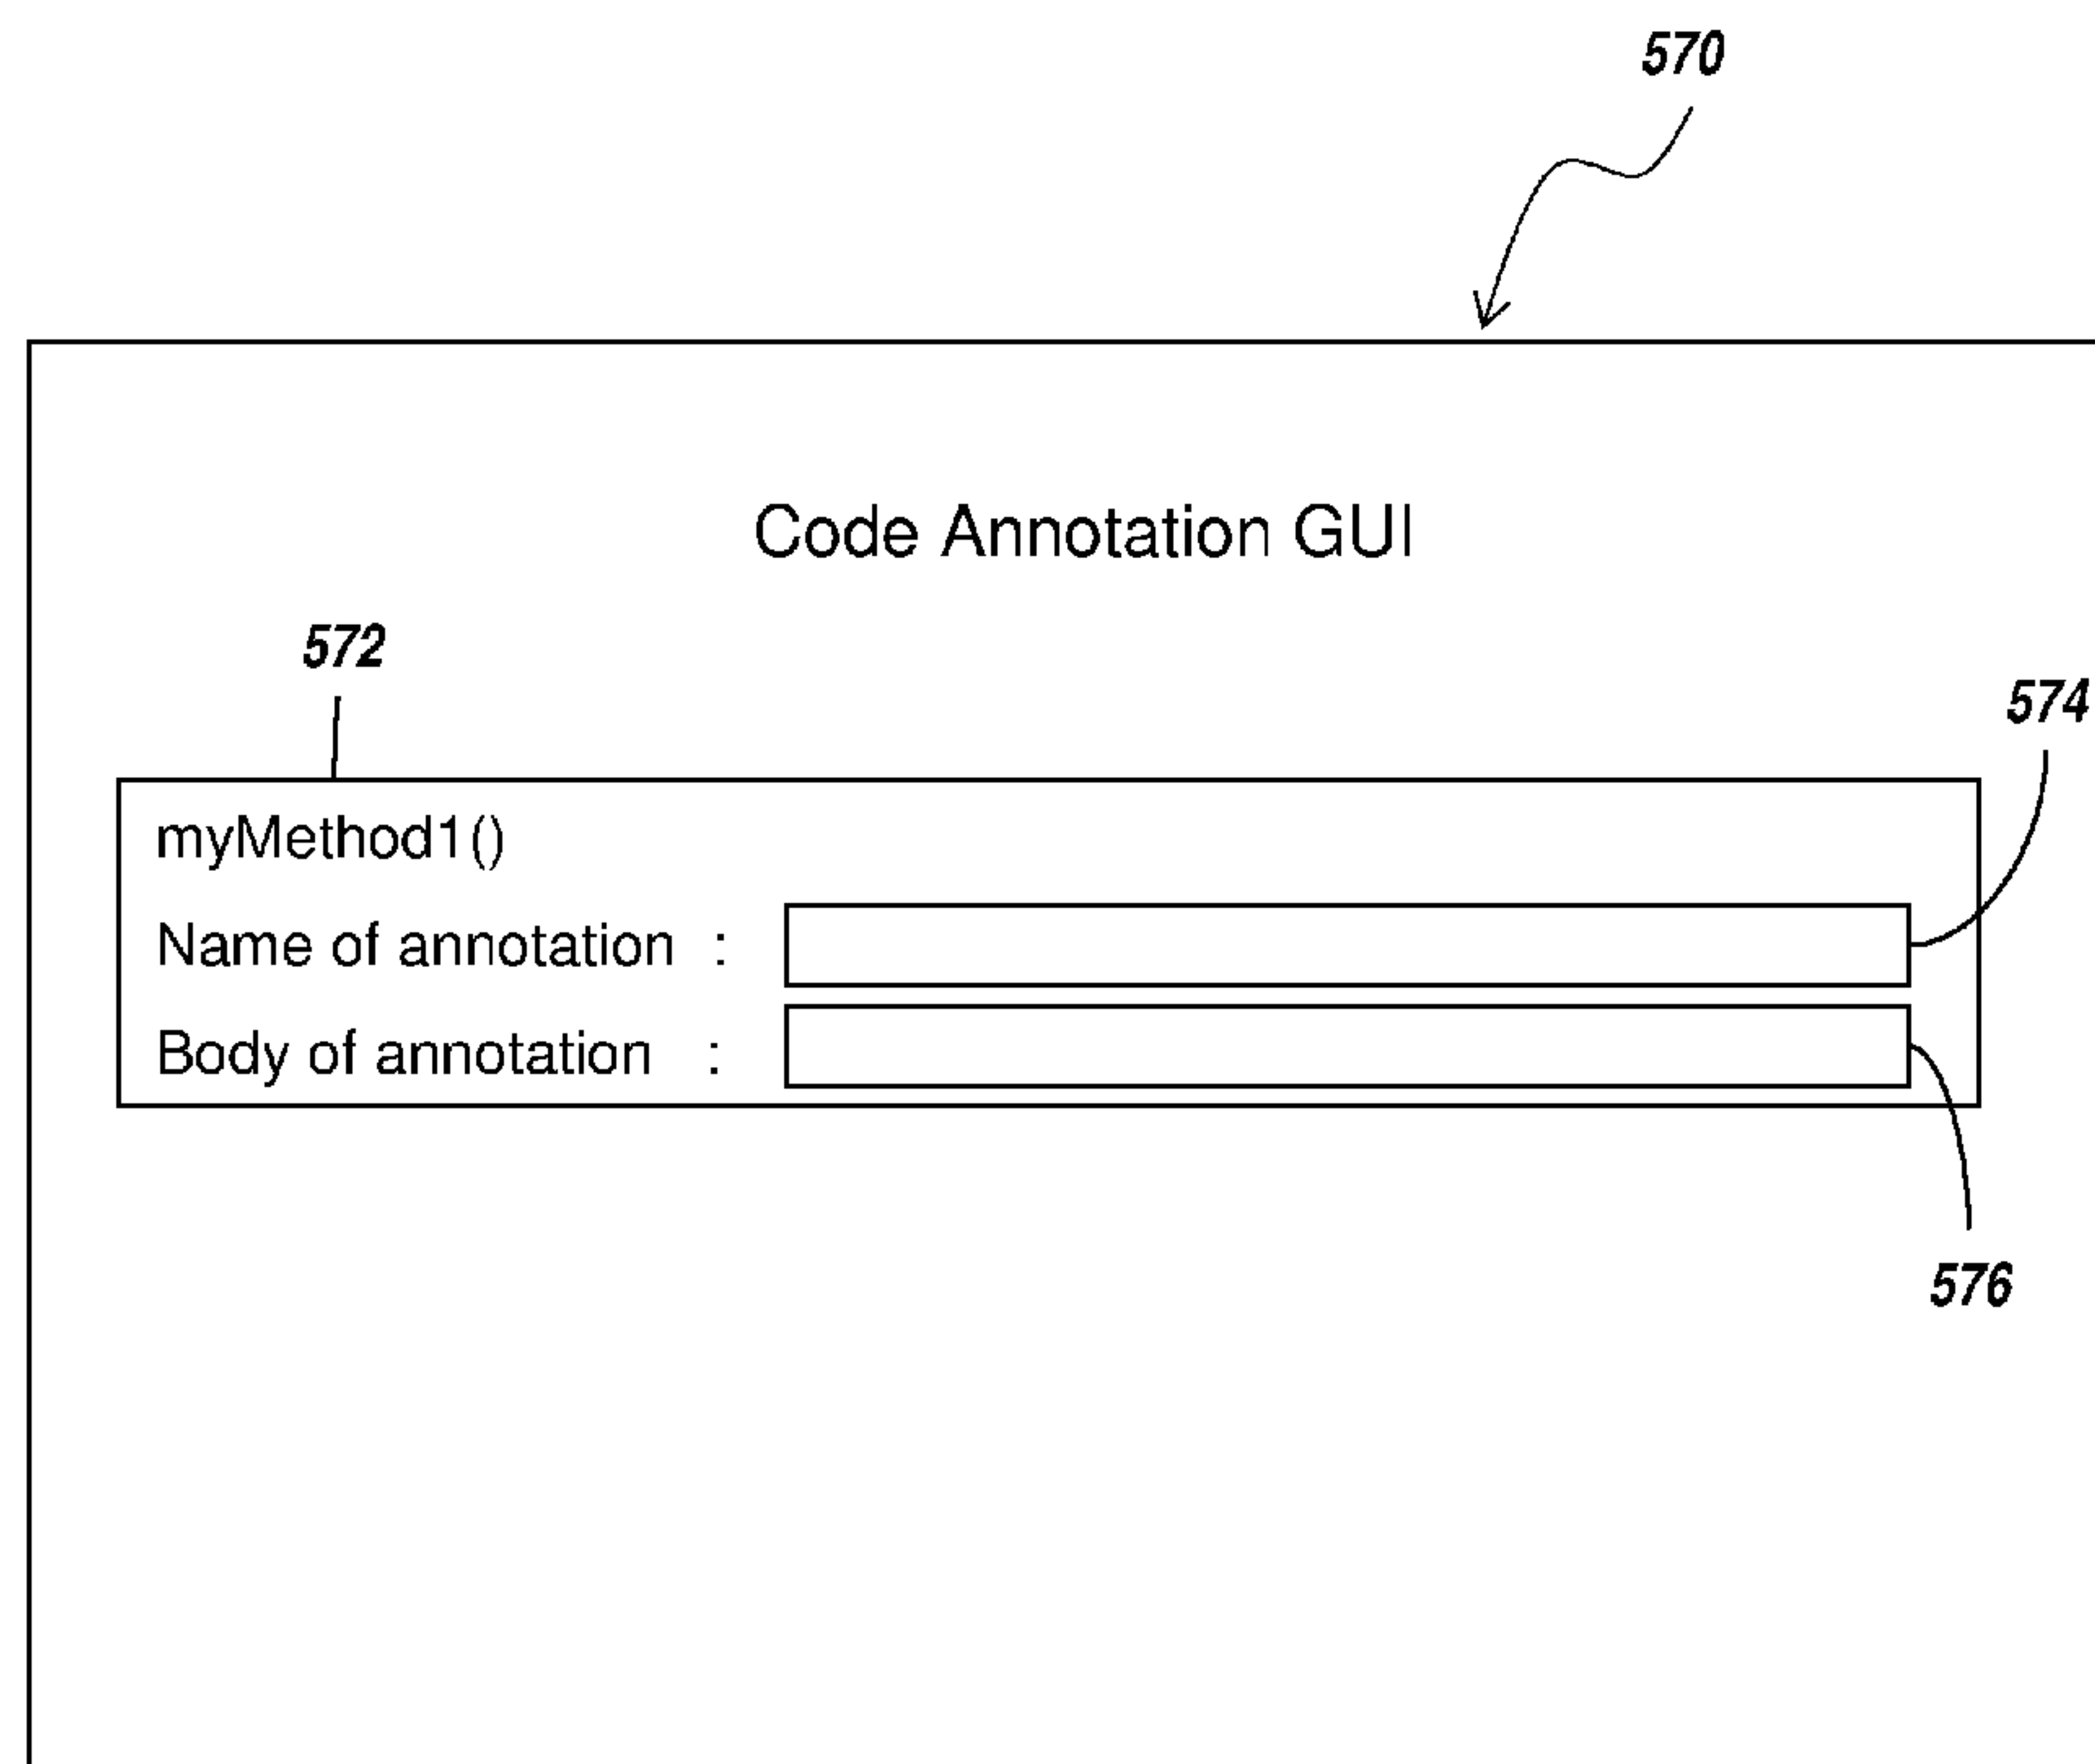 570
Code Annotation GUI
572
574
myMethod1()
Name of annotation :
Body of annotation :
576